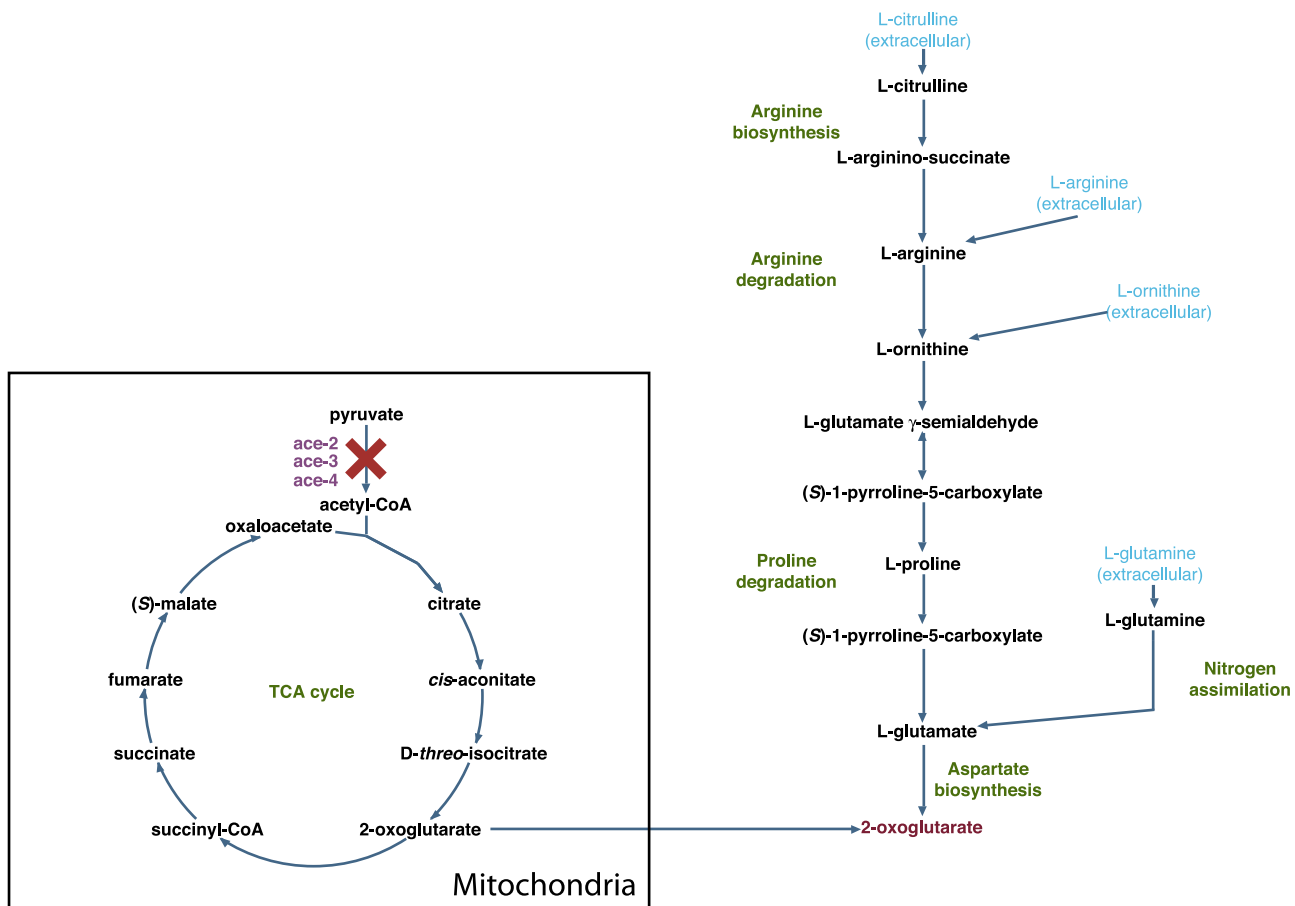 L-citrulline
(extracellular)
L-citrulline
Arginine
biosynthesis
L-arginino-succinate
L-arginine
(extracellular)
L-arginine
Arginine
degradation
L-ornithine
(extracellular)
L-ornithine
L-glutamate γ-semialdehyde
(S)-1-pyrroline-5-carboxylate
L-proline
Proline
degradation
L-glutamine
(extracellular)
L-glutamine
(S)-1-pyrroline-5-carboxylate
Nitrogen
assimilation
L-glutamate
Aspartate
biosynthesis
2-oxoglutarate
pyruvate
ace-2
ace-3
ace-4
acetyl-CoA
oxaloacetate
(S)-malate
citrate
fumarate
TCA cycle
cis-aconitate
succinate
D-threo-isocitrate
succinyl-CoA
2-oxoglutarate
Mitochondria